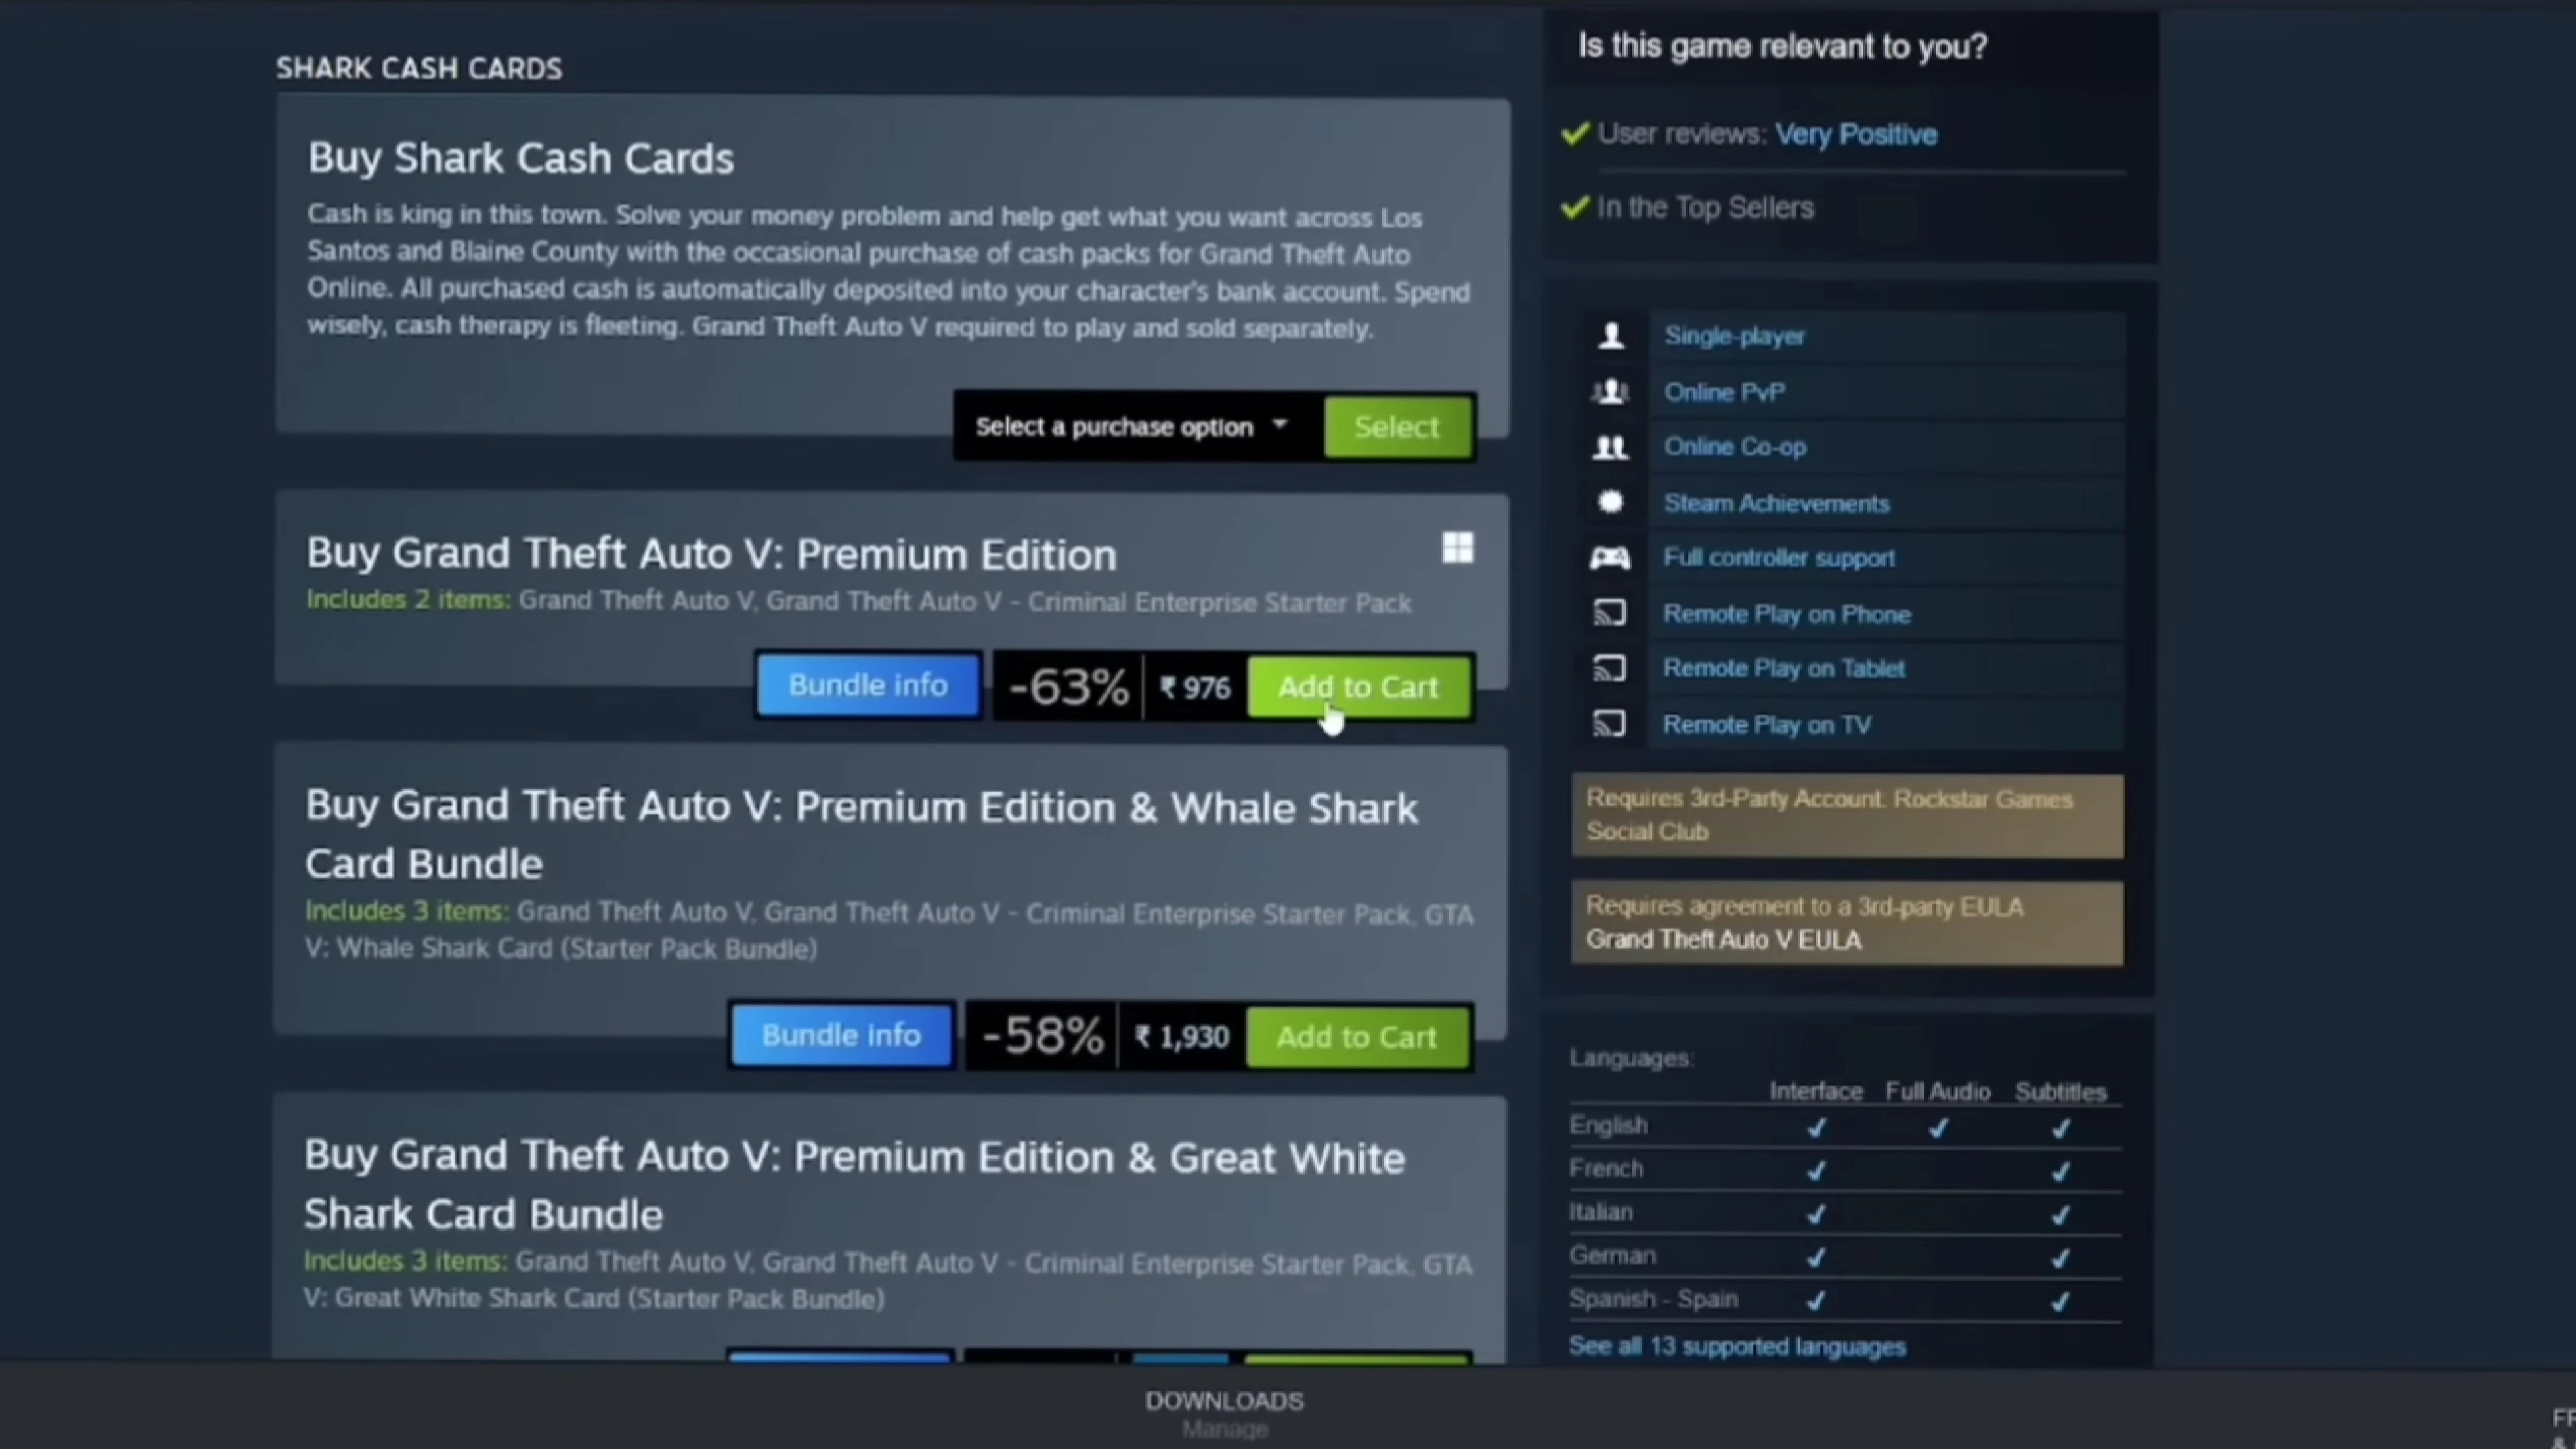 SHARK CASH CARDS
Buy Shark Cash Cards
Cash is king in this town. Solve your money problem and help get what you want across Los
Santos and Blaine County with the occasional purchase of cash packs for Grand Theft Auto
Online. All purchased cash is automatically deposited into your character's bank account. Spend
wisely, cash therapy is fleeting. Grand Theft Auto V required to play and sold separately.
Select a purchase option Select
Buy Grand Theft Auto V: Premium Edition
Includes 2 items: Grand Theft Auto V, Grand Theft Auto V - Criminal Enterprise Starter Pack
Bundle info -63% ₹ 976 Add to Cart
Buy Grand Theft Auto V: Premium Edition & Whale Shark
Card Bundle
Includes 3 items: Grand Theft Auto V, Grand Theft Auto V - Criminal Enterprise Starter Pack, GTA
V: Whale Shark Card (Starter Pack Bundle)
Bundle info -58% ₹ 1,930 Add to Cart
Buy Grand Theft Auto V: Premium Edition & Great White
Shark Card Bundle
Includes 3 items: Grand Theft Auto V, Grand Theft Auto V - Criminal Enterprise Starter Pack, GTA
V: Great White Shark Card (Starter Pack Bundle)
Is this game relevant to you?
User reviews: Very Positive
In the Top Sellers
Single-player
Online PvP
Online Co-op
Steam Achievements
Full controller support
Remote Play on Phone
Remote Play on Tablet
Remote Play on TV
Requires 3rd-Party Account: Rockstar Games
Social Club
Requires agreement to a 3rd-party EULA
Grand Theft Auto V EULA
Languages:
Interface Full Audio Subtitles
English
French
Italian
German
Spanish - Spain
See all 13 supported languages
DOWNLOADS
Manage